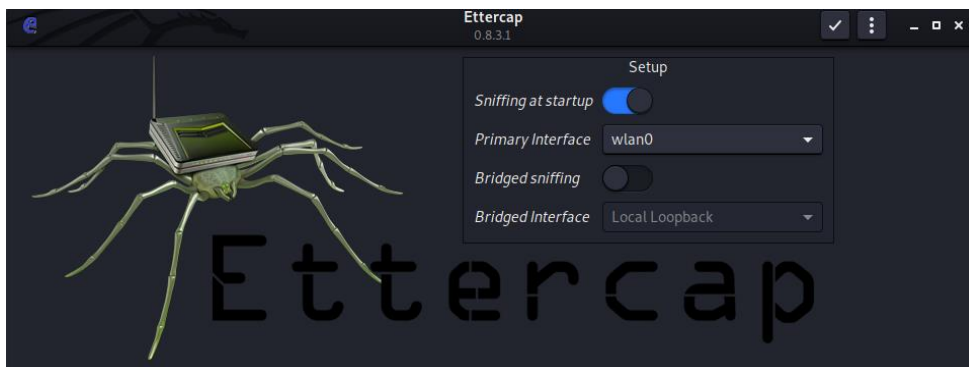 Ettercap
0.8.3.1
Setup
Sniffing at startup
Primary Interface wlan0
Bridged sniffing
Bridged Interface Local Loopback
Ettercap